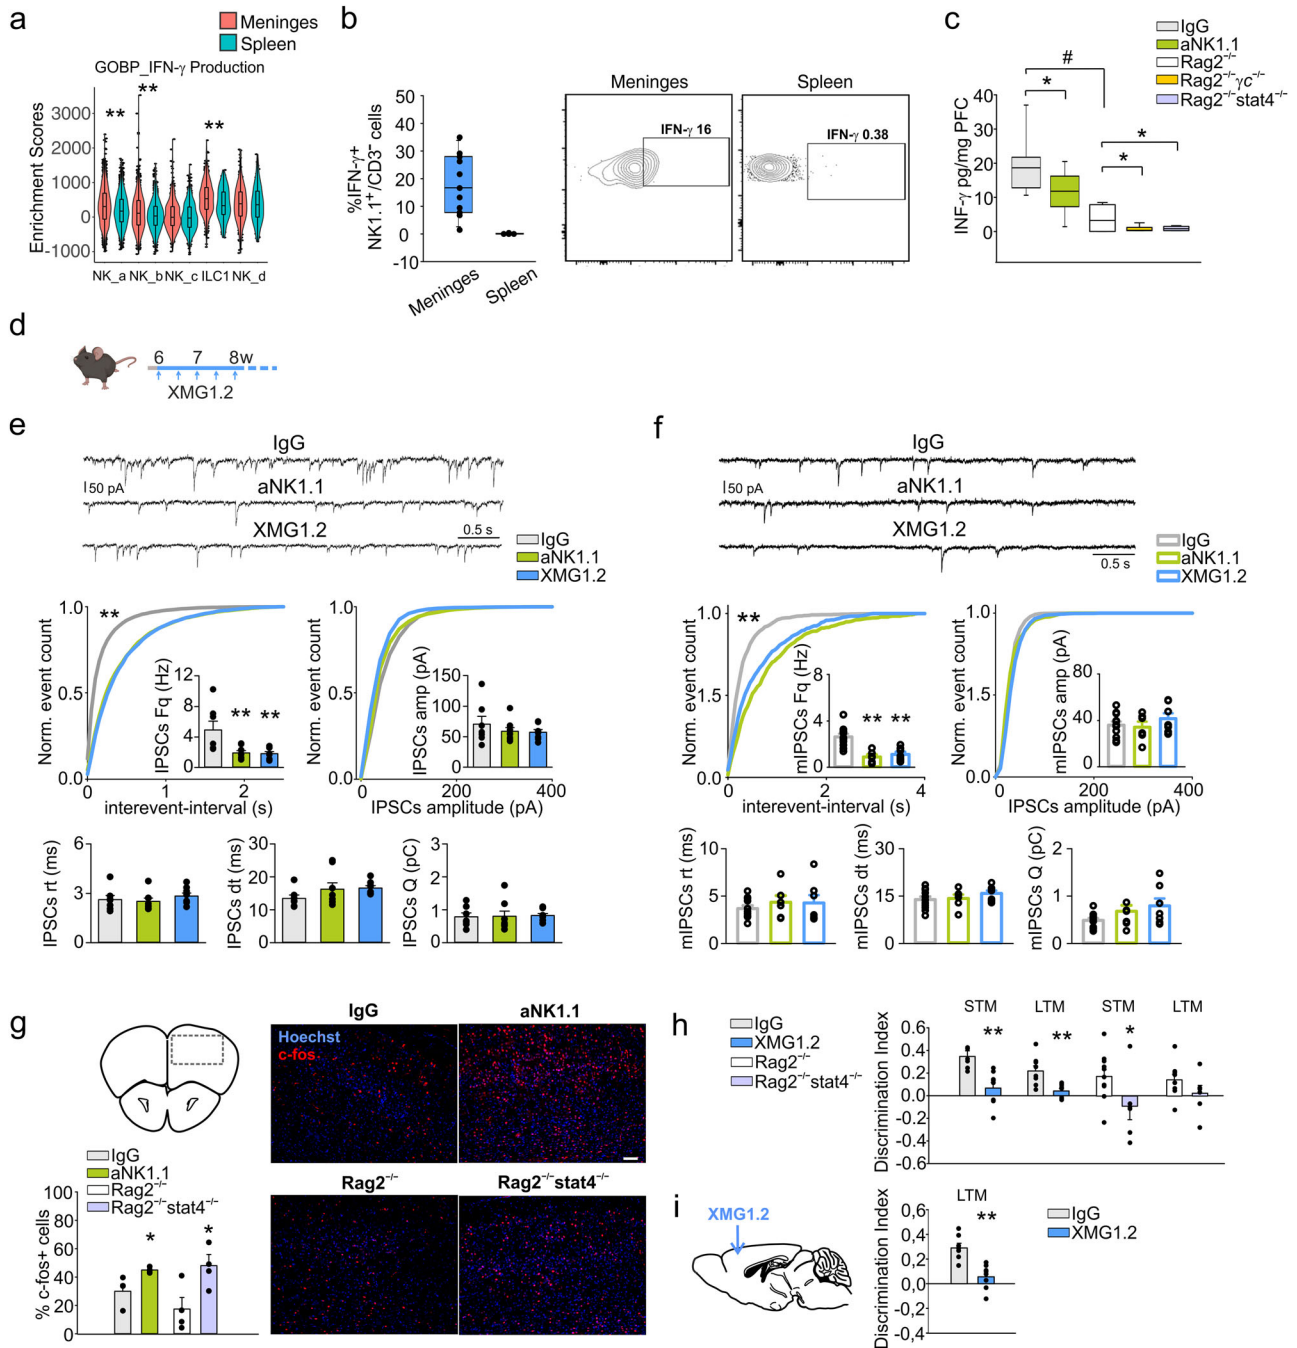 a
Meninges
Spleen
GOBP_IFN-γ Production
**
**
**
Enrichment Scores
3000
2000
1000
0
-1000
NK_a NK_b NK_c ILC1 NK_d
b
%IFN-γ+
NK1.1⁺/CD3⁻ cells
50
40
30
20
10
0
-10
Meninges
Spleen
Meninges
Spleen
IFN-γ 16
IFN-γ 0.38
c
IgG
aNK1.1
Rag2⁻/⁻
Rag2⁻/⁻γc⁻/⁻
Rag2⁻/⁻stat4⁻/⁻
INF-γ pg/mg PFC
40
30
20
10
0
#
*
*
*
d
6 7 8w
XMG1.2
e
IgG
50 pA
aNK1.1
XMG1.2
0.5 s
IgG
aNK1.1
XMG1.2
Norm. event count
1.0
0.5
0.0
**
0 1 2
interevent-interval (s)
IPSCs Fq (Hz)
12
8
4
0
** **
Norm. event count
1.0
0.5
0.0
0 200 400
IPSCs amplitude (pA)
IPSCs amp (pA)
150
100
50
0
IPSCs rt (ms)
6
3
0
IPSCs dt (ms)
30
20
10
0
IPSCs Q (pC)
3
2
1
0
f
IgG
50 pA
aNK1.1
XMG1.2
0.5 s
IgG
aNK1.1
XMG1.2
Norm. event count
1.0
1.5
0.0
**
0 2 4
interevent-interval (s)
mIPSCs Fq (Hz)
8
4
0
** **
Norm. event count
1.0
1.5
0.0
0 200 400
IPSCs amplitude (pA)
mIPSCs amp (pA)
80
40
0
mIPSCs rt (ms)
10
5
0
mIPSCs dt (ms)
30
15
0
mIPSCs Q (pC)
2
1
0
g
IgG
aNK1.1
Rag2⁻/⁻
Rag2⁻/⁻stat4⁻/⁻
% c-fos+ cells
100
80
60
40
20
0
*
*
IgG
aNK1.1
Hoechst
c-fos
Rag2⁻/⁻
Rag2⁻/⁻stat4⁻/⁻
h
IgG
XMG1.2
Rag2⁻/⁻
Rag2⁻/⁻stat4⁻/⁻
STM LTM STM LTM
** ** *
Discrimination Index
0.6
0.4
0.2
0.0
-0.2
-0.4
-0.6
i
XMG1.2
LTM
**
Discrimination Index
0,6
0,4
0,2
0,0
-0,2
-0,4
IgG
XMG1.2